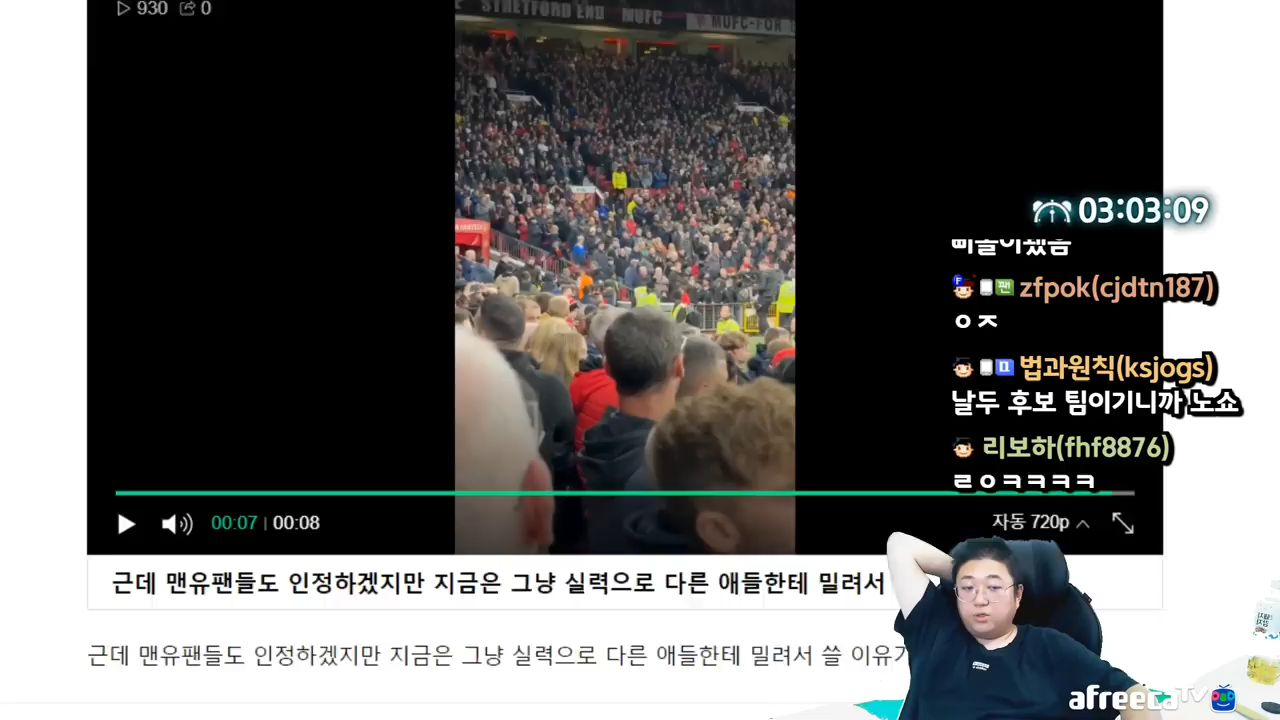 930 0
STRETFORD END MUFC
MUFC-FOR
03:03:09
zfpok(cjdtn187)
ㅇㅈ
법과원칙(ksjogs)
날두 후보 팀이기니까 노쇼
리보하(fhf8876)
ㄹㅇㅋㅋㅋㅋ
00:07 | 00:08
자동 720p
근데 맨유팬들도 인정하겠지만 지금은 그냥 실력으로 다른 애들한테 밀려서
근데 맨유팬들도 인정하겠지만 지금은 그냥 실력으로 다른 애들한테 밀려서 쓸 이유가
afreecaTV